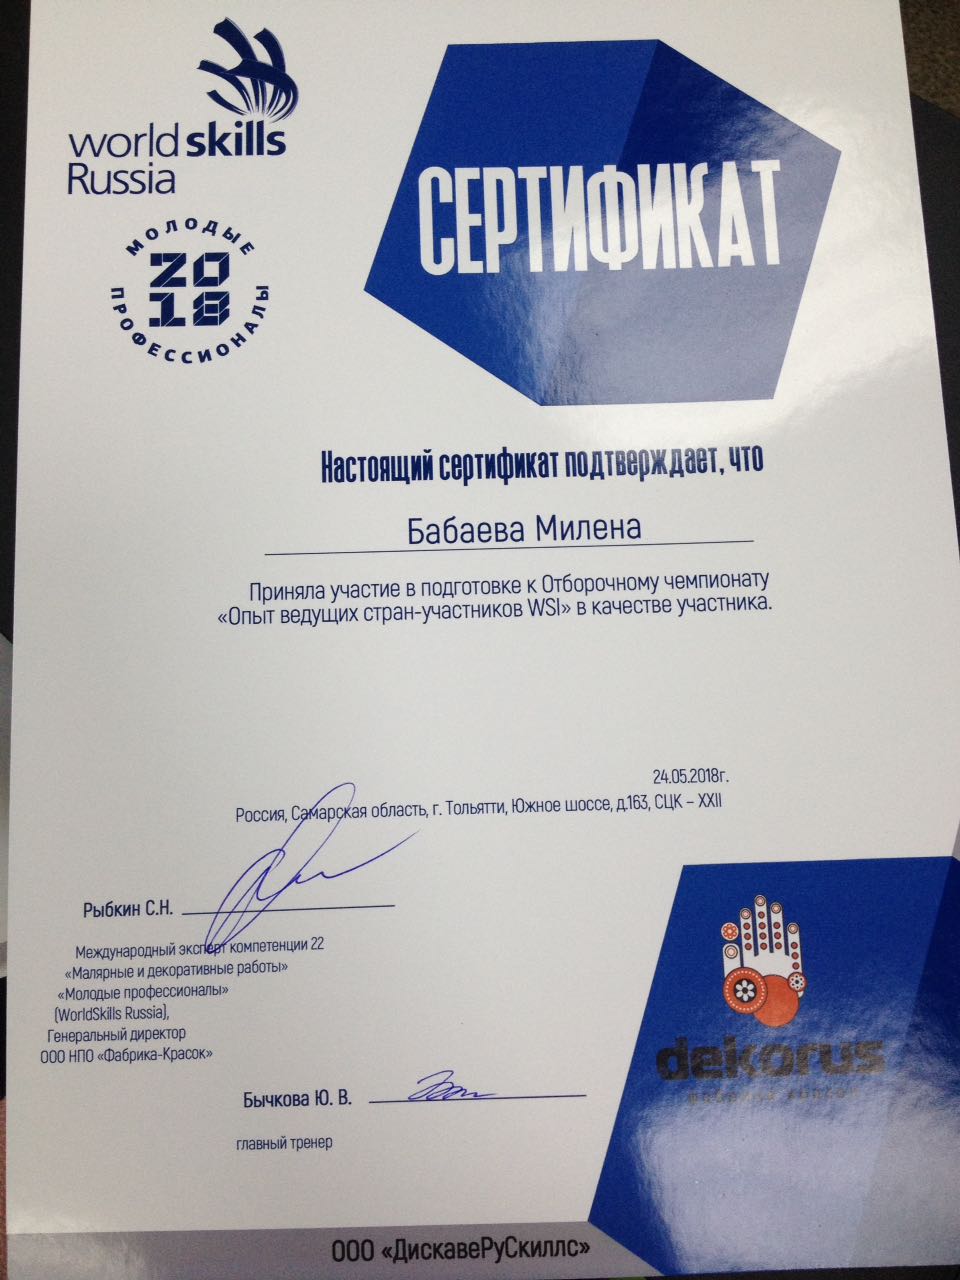 world skills
Russia
МОЛОДЫЕ
2018
ПРОФЕССИОНАЛЫ
СЕРТИФИКАТ
Настоящий сертификат подтверждает, что
Бабаева Милена
Приняла участие в подготовке к Отборочному чемпионату
«Опыт ведущих стран-участников WSI» в качестве участника.
24.05.2018г.
Россия, Самарская область, г. Тольятти, Южное шоссе, д.163, СЦК – XXII
Рыбкин С.Н.
Международный эксперт компетенции 22
«Малярные и декоративные работы»
«Молодые профессионалы»
(WorldSkills Russia),
Генеральный директор
ООО НПО «Фабрика-Красок»
dekorus
Бычкова Ю. В.
главный тренер
ООО «ДискавеРуСкиллс»